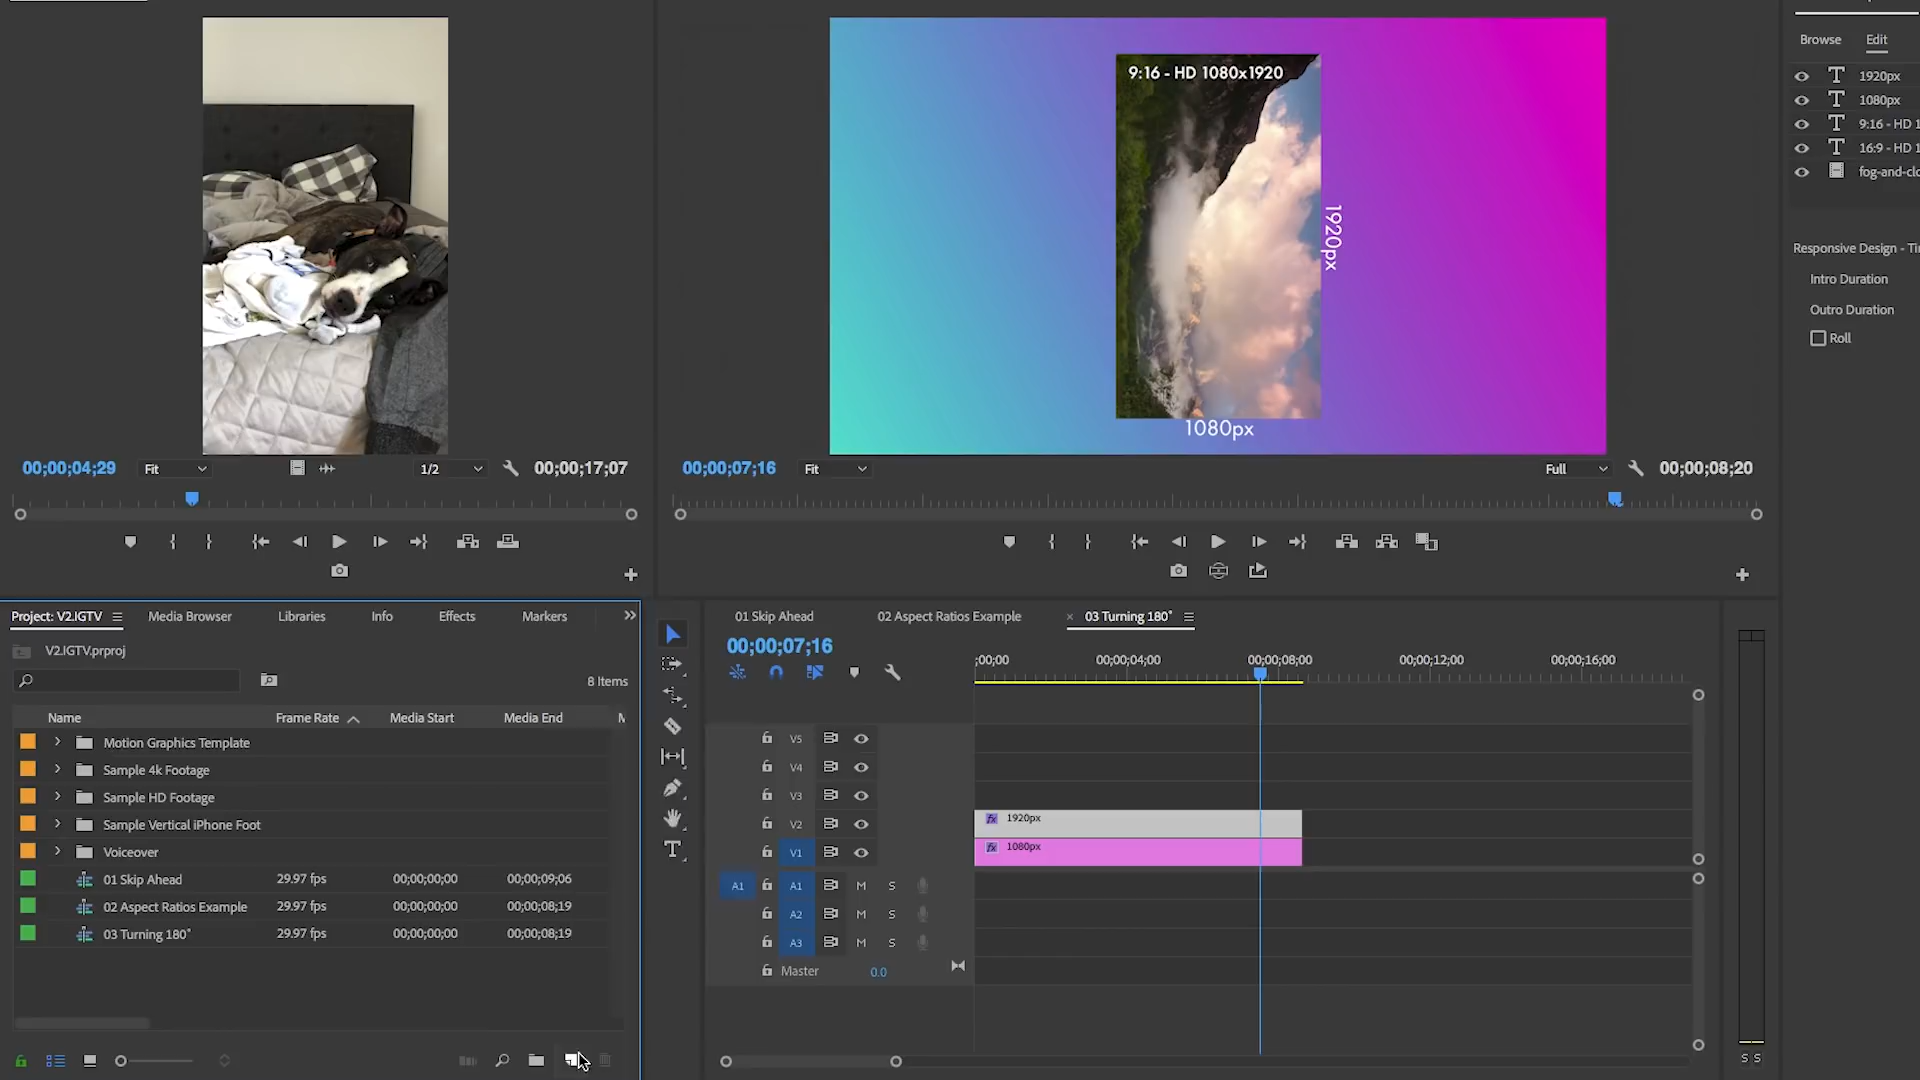 Browse
Edit
1920px
1080px
9:16 - HD 1
16:9 - HD 1
fog-and-clo
Responsive Design - Ti
Intro Duration
Outro Duration
Roll
9:16 - HD 1080x1920
1920px
1080px
00;00;04;29
Fit
1/2
00;00;17;07
00;00;07;16
Fit
Full
00;00;08;20
Project: V2.IGTV
Media Browser
Libraries
Info
Effects
Markers
V2.IGTV.prproj
8 Items
Name
Frame Rate
Media Start
Media End
M
Motion Graphics Template
Sample 4k Footage
Sample HD Footage
Sample Vertical iPhone Foot
Voiceover
01 Skip Ahead 29.97 fps 00;00;00;00 00;00;09;06
02 Aspect Ratios Example 29.97 fps 00;00;00;00 00;00;08;19
03 Turning 180° 29.97 fps 00;00;00;00 00;00;08;19
01 Skip Ahead
02 Aspect Ratios Example
× 03 Turning 180°
00;00;07;16
;00;00
00;00;04;00
00;00;08;00
00;00;12;00
00;00;16;00
V5
V4
V3
V2
1920px
V1
1080px
A1 A1 M S
A2 M S
A3 M S
Master 0.0
S S